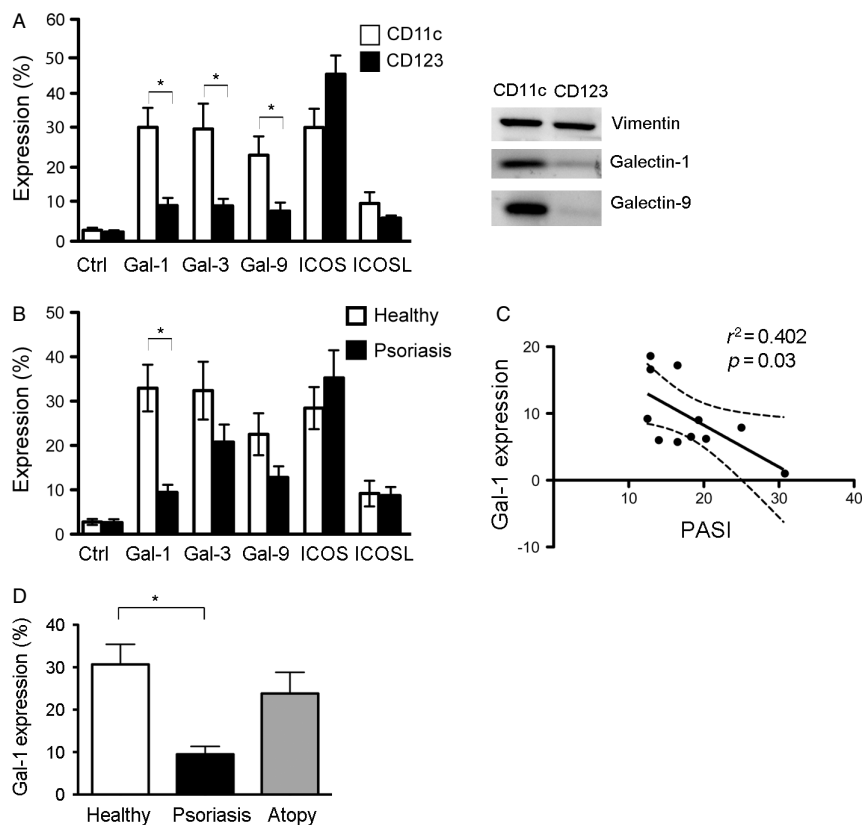 A
Expression (%)
60
50
40
30
20
10
0
CD11c
CD123
*
*
*
Ctrl Gal-1 Gal-3 Gal-9 ICOS ICOSL
CD11c CD123
Vimentin
Galectin-1
Galectin-9
B
Expression (%)
50
40
30
20
10
0
Healthy
Psoriasis
*
Ctrl Gal-1 Gal-3 Gal-9 ICOS ICOSL
C
Gal-1 expression
20
10
0
-10
r²=0.402
p=0.03
10 20 30 40
PASI
D
Gal-1 expression (%)
40
30
20
10
0
*
Healthy Psoriasis Atopy